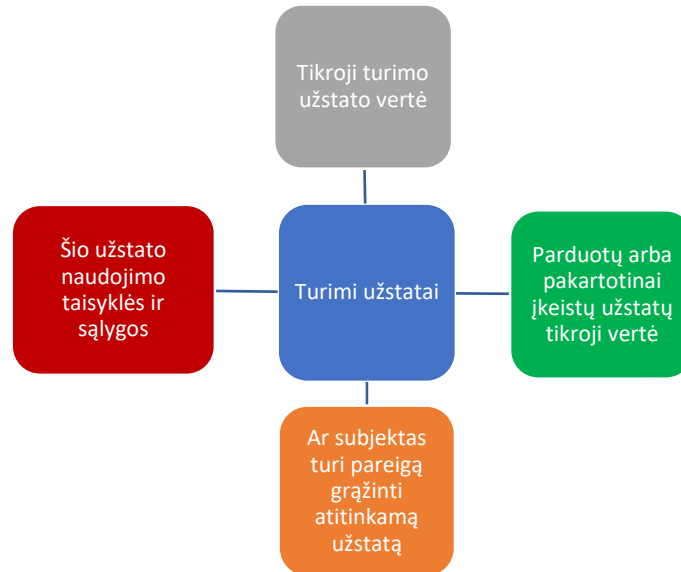 Tikroji turimo
užstato vertė
Šio užstato
naudojimo
taisyklės ir
sąlygos
Turimi užstatai
Parduotų arba
pakartotinai
įkeistų užstatų
tikroji vertė
Ar subjektas
turi pareigą
grąžinti
atitinkamą
užstatą